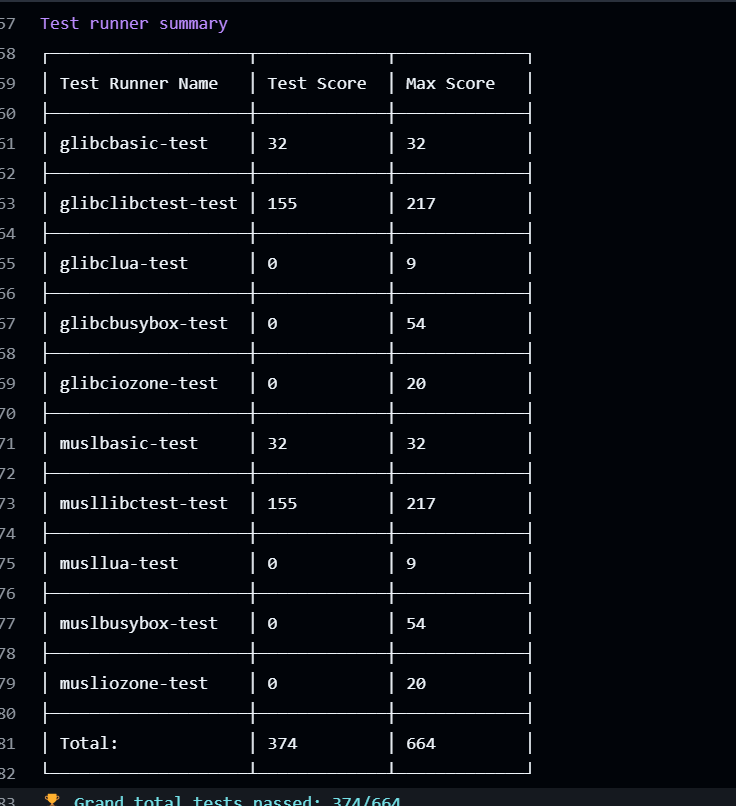 57 Test runner summary
58
59 Test Runner Name Test Score Max Score
60
61 glibcbasic-test 32 32
62
63 glibclibctest-test 155 217
64
65 glibclua-test 0 9
66
67 glibcbusybox-test 0 54
68
69 glibciozone-test 0 20
70
71 muslbasic-test 32 32
72
73 musllibctest-test 155 217
74
75 musllua-test 0 9
76
77 muslbusybox-test 0 54
78
79 musliozone-test 0 20
80
81 Total: 374 664
82
83 🏆 Grand total tests passed: 374/664